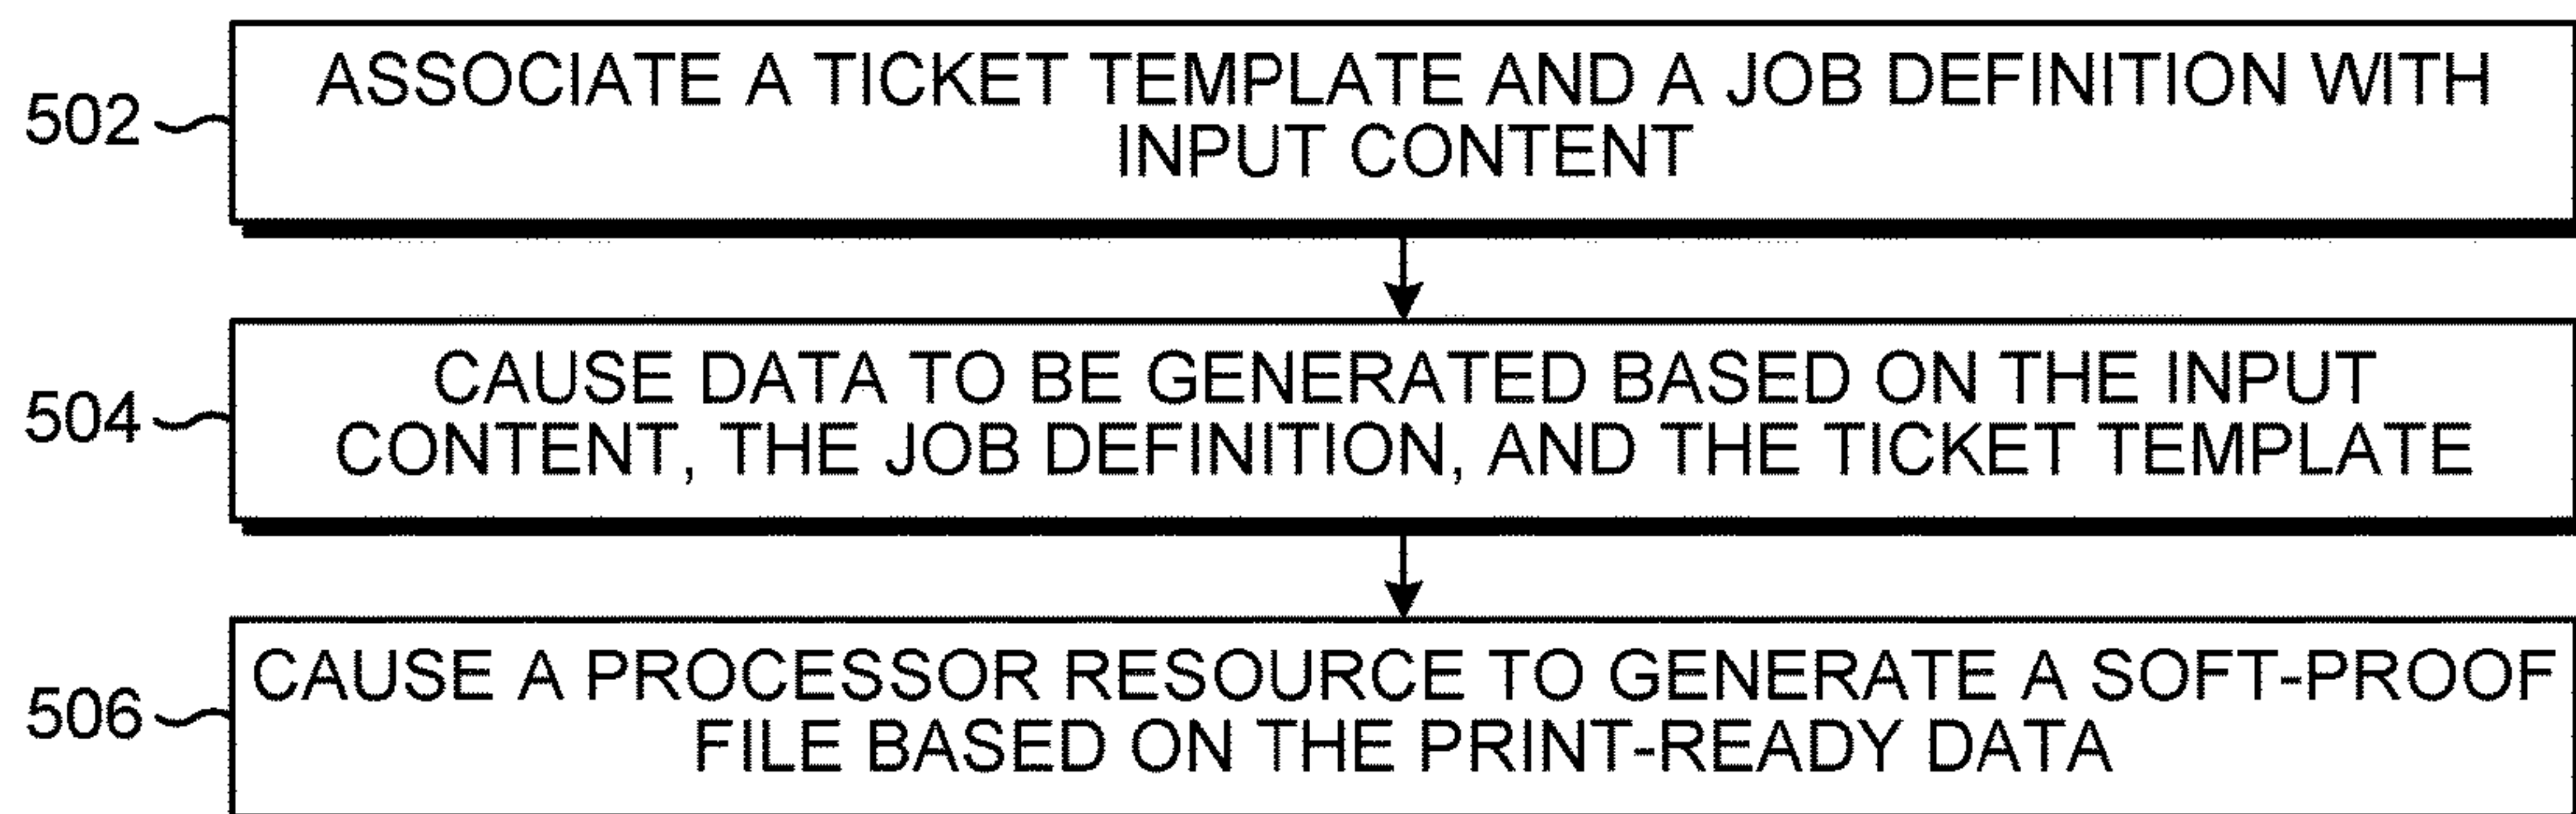 502
ASSOCIATE A TICKET TEMPLATE AND A JOB DEFINITION WITH
INPUT CONTENT
504
CAUSE DATA TO BE GENERATED BASED ON THE INPUT
CONTENT, THE JOB DEFINITION, AND THE TICKET TEMPLATE
506
CAUSE A PROCESSOR RESOURCE TO GENERATE A SOFT-PROOF
FILE BASED ON THE PRINT-READY DATA